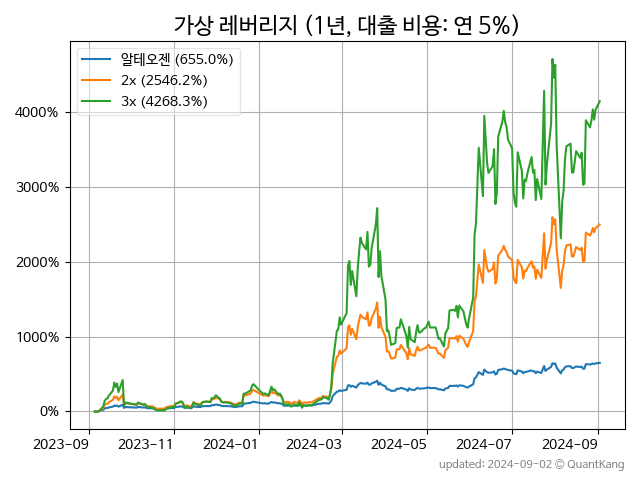 가상 레버리지 (1년, 대출 비용: 연 5%)
알테오젠 (655.0%)
2x (2546.2%)
3x (4268.3%)
4000%
3000%
2000%
1000%
0%
2023-09 2023-11 2024-01 2024-03 2024-05 2024-07 2024-09
updated: 2024-09-02 © QuantKang